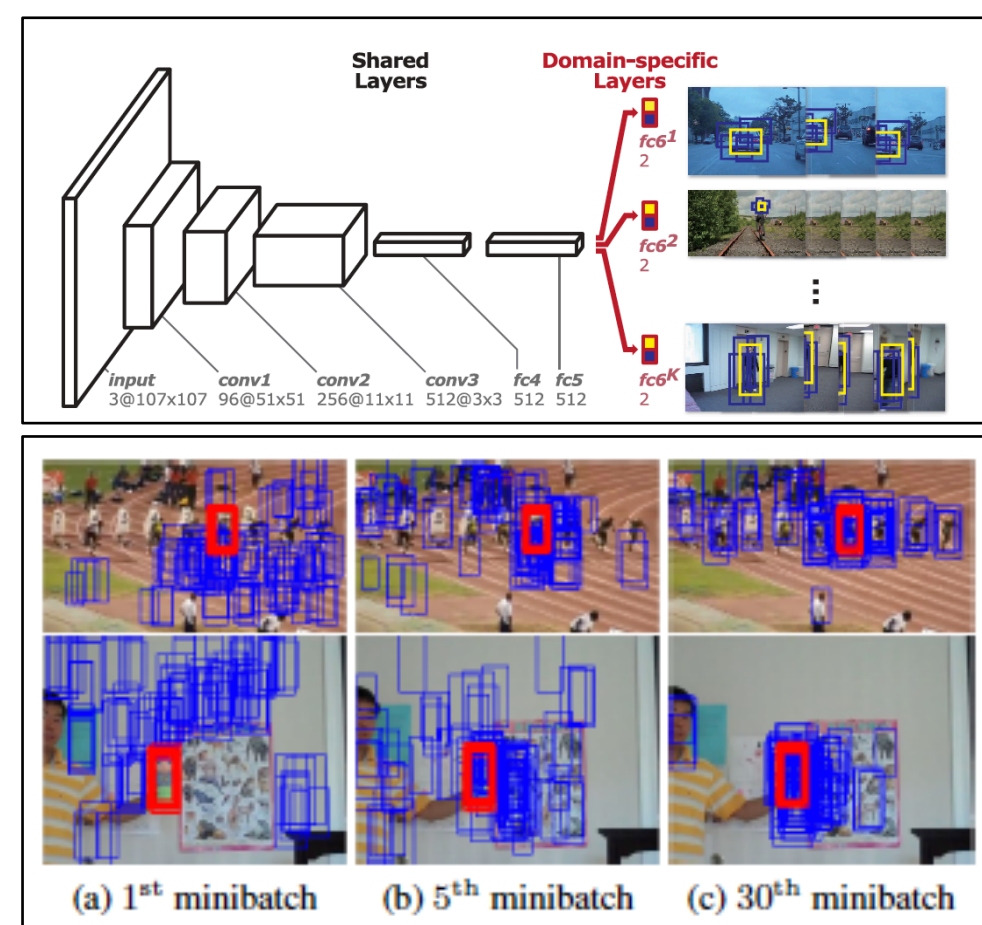 Shared
Layers
Domain-specific
Layers
fc6¹
2
fc6²
2
⋮
fc6ᴷ
2
input conv1 conv2 conv3 fc4 fc5
3@107x107 96@51x51 256@11x11 512@3x3 512 512
(a) 1ˢᵗ minibatch (b) 5ᵗʰ minibatch (c) 30ᵗʰ minibatch